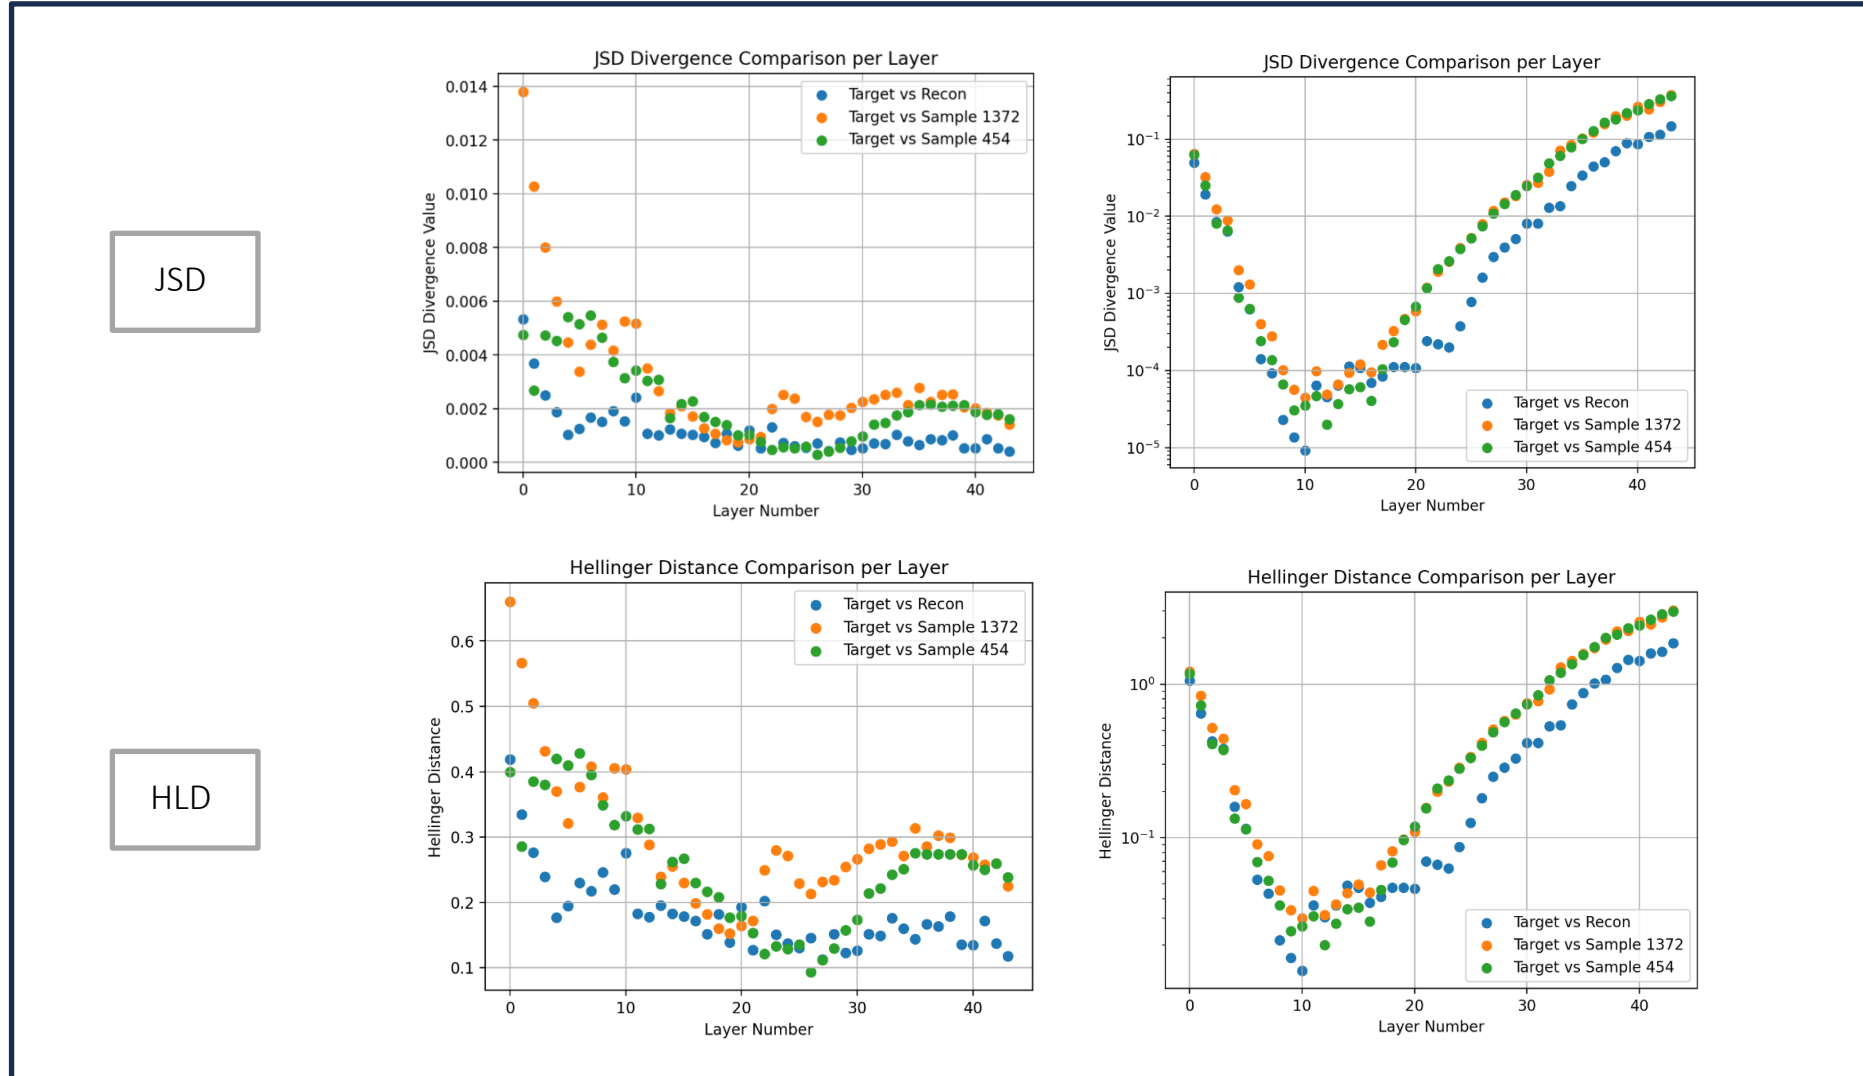 JSD
JSD Divergence Comparison per Layer
JSD Divergence Value
0.014
0.012
0.010
0.008
0.006
0.004
0.002
0.000
Target vs Recon
Target vs Sample 1372
Target vs Sample 454
0 10 20 30 40
Layer Number
JSD Divergence Comparison per Layer
JSD Divergence Value
10⁻¹
10⁻²
10⁻³
10⁻⁴
10⁻⁵
Target vs Recon
Target vs Sample 1372
Target vs Sample 454
0 10 20 30 40
Layer Number
HLD
Hellinger Distance Comparison per Layer
Hellinger Distance
0.6
0.5
0.4
0.3
0.2
0.1
Target vs Recon
Target vs Sample 1372
Target vs Sample 454
0 10 20 30 40
Layer Number
Hellinger Distance Comparison per Layer
Hellinger Distance
10⁰
10⁻¹
Target vs Recon
Target vs Sample 1372
Target vs Sample 454
0 10 20 30 40
Layer Number